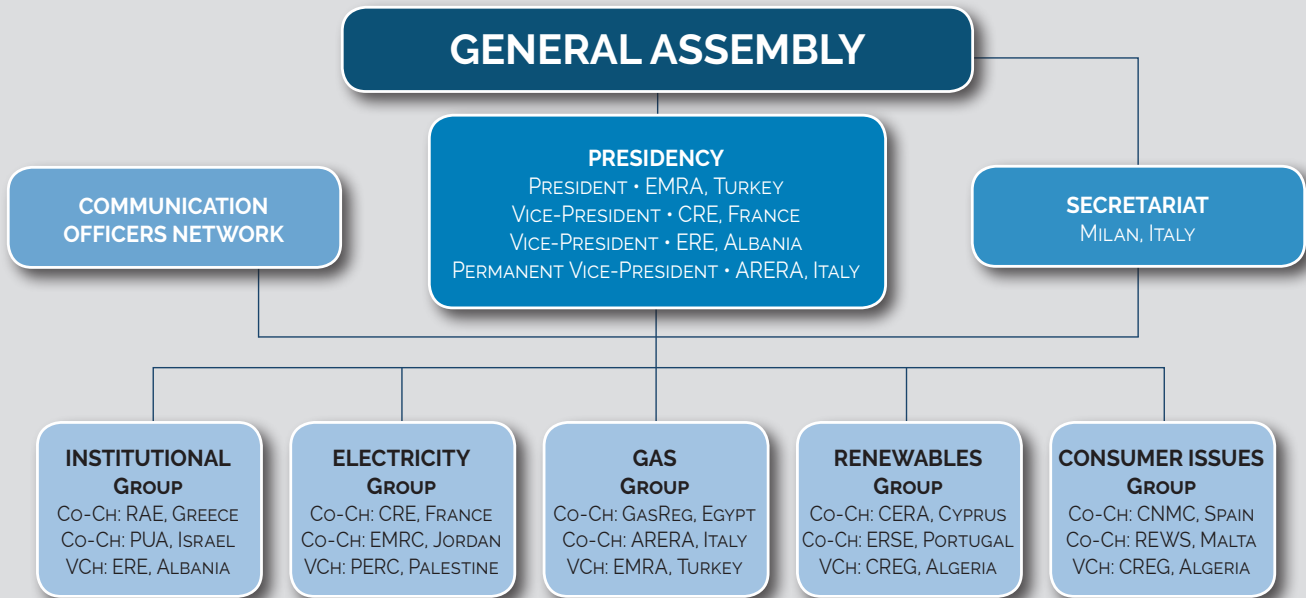 GENERAL ASSEMBLY
PRESIDENCY
President • EMRA, Turkey
Vice-President • CRE, France
Vice-President • ERE, Albania
Permanent Vice-President • ARERA, Italy
COMMUNICATION
OFFICERS NETWORK
SECRETARIAT
Milan, Italy
INSTITUTIONAL
Group
Co-Ch: RAE, Greece
Co-Ch: PUA, Israel
VCh: ERE, Albania
ELECTRICITY
Group
Co-Ch: CRE, France
Co-Ch: EMRC, Jordan
VCh: PERC, Palestine
GAS
Group
Co-Ch: GasReg, Egypt
Co-Ch: ARERA, Italy
VCh: EMRA, Turkey
RENEWABLES
Group
Co-Ch: CERA, Cyprus
Co-Ch: ERSE, Portugal
VCh: CREG, Algeria
CONSUMER ISSUES
Group
Co-Ch: CNMC, Spain
Co-Ch: REWS, Malta
VCh: CREG, Algeria